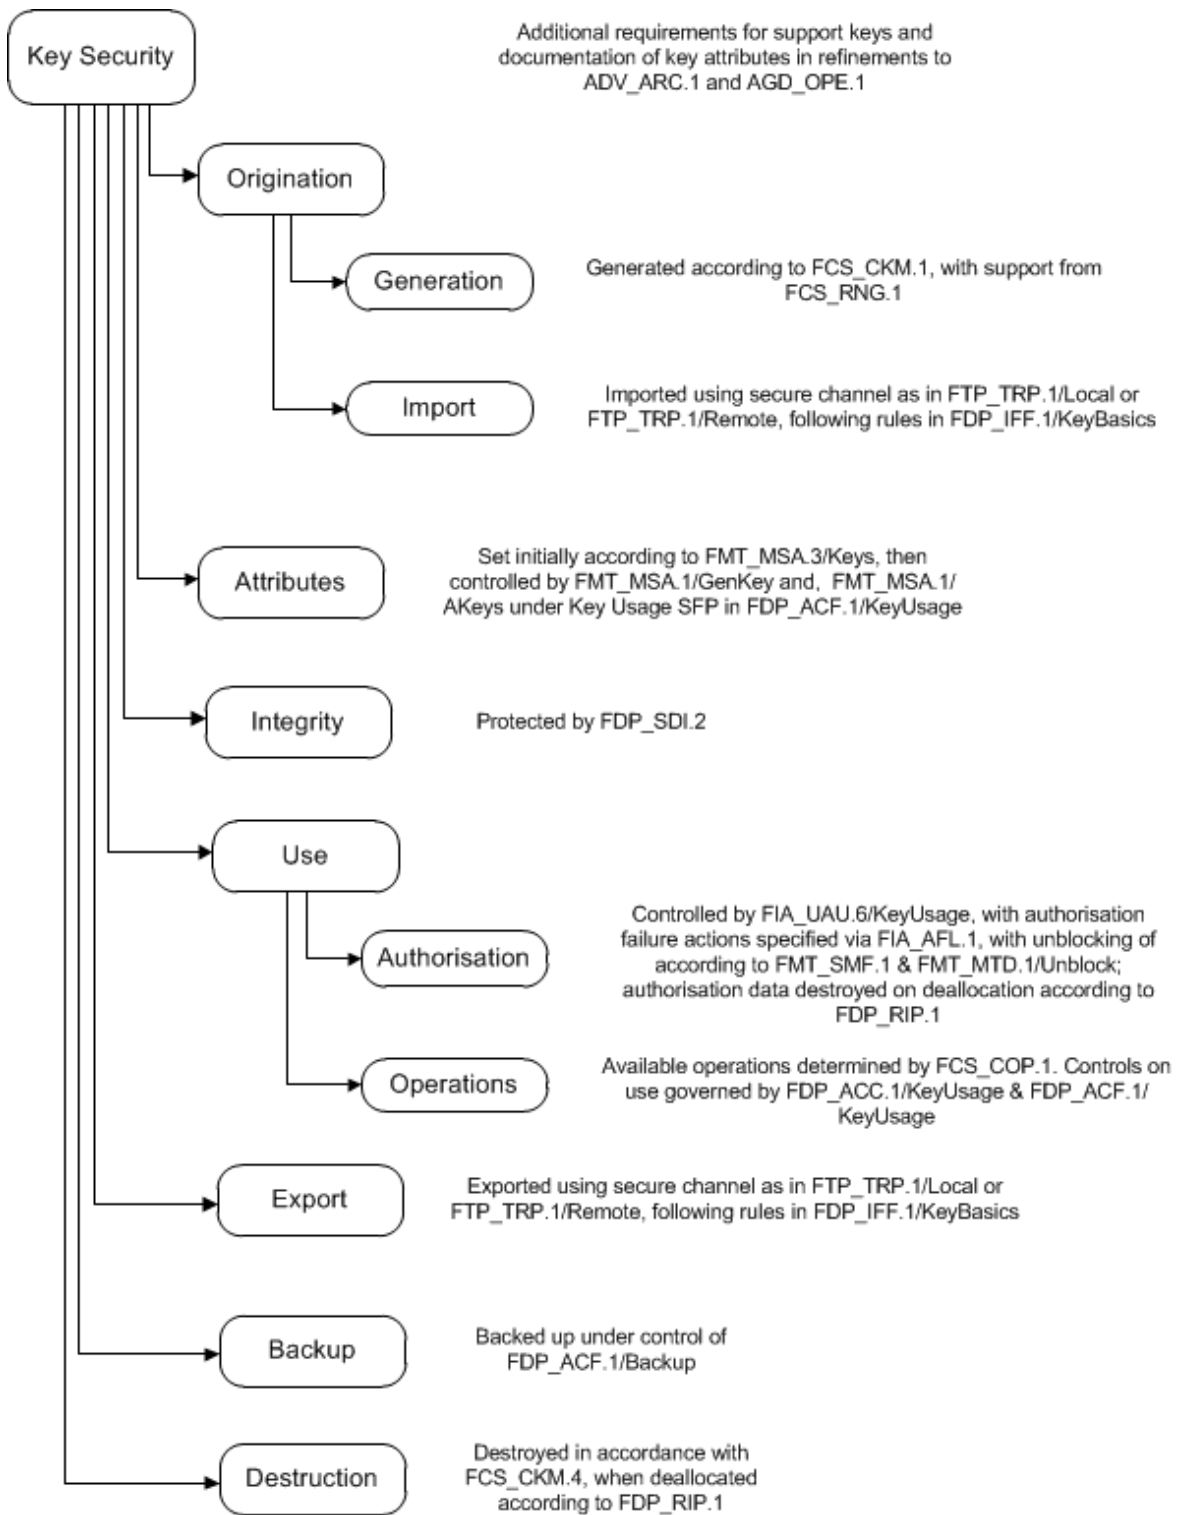 Key Security
Additional requirements for support keys and
documentation of key attributes in refinements to
ADV_ARC.1 and AGD_OPE.1
Origination
Generation
Generated according to FCS_CKM.1, with support from
FCS_RNG.1
Import
Imported using secure channel as in FTP_TRP.1/Local or
FTP_TRP.1/Remote, following rules in FDP_IFF.1/KeyBasics
Attributes
Set initially according to FMT_MSA.3/Keys, then
controlled by FMT_MSA.1/GenKey and, FMT_MSA.1/
AKeys under Key Usage SFP in FDP_ACF.1/KeyUsage
Integrity
Protected by FDP_SDI.2
Use
Authorisation
Controlled by FIA_UAU.6/KeyUsage, with authorisation
failure actions specified via FIA_AFL.1, with unblocking of
according to FMT_SMF.1 & FMT_MTD.1/Unblock;
authorisation data destroyed on deallocation according to
FDP_RIP.1
Operations
Available operations determined by FCS_COP.1. Controls on
use governed by FDP_ACC.1/KeyUsage & FDP_ACF.1/
KeyUsage
Export
Exported using secure channel as in FTP_TRP.1/Local or
FTP_TRP.1/Remote, following rules in FDP_IFF.1/KeyBasics
Backup
Backed up under control of
FDP_ACF.1/Backup
Destruction
Destroyed in accordance with
FCS_CKM.4, when deallocated
according to FDP_RIP.1